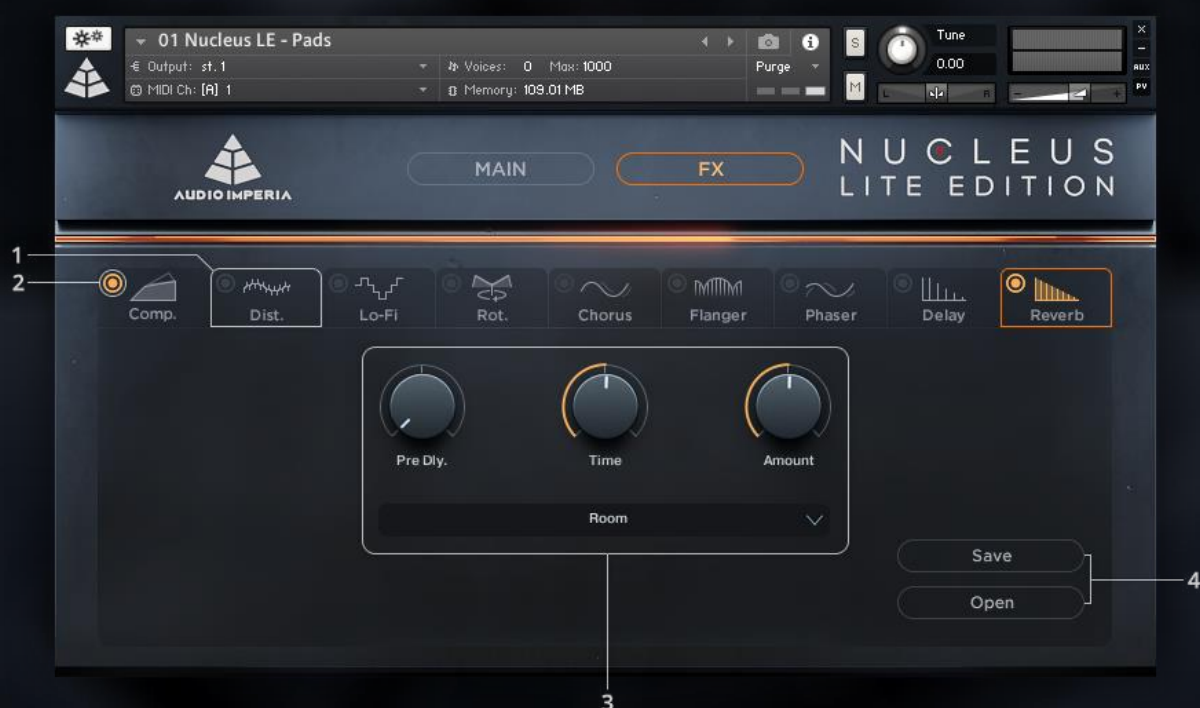 01 Nucleus LE - Pads
Output: st.1
Voices: 0 Max: 1000
Purge
MIDI Ch: [A] 1
Memory: 109.01 MB
S
M
Tune
0.00
L R
- +
x
-
AUX
PV
AUDIO IMPERIA
MAIN
FX
NUCLEUS
LITE EDITION
1
2
Comp.
Dist.
Lo-Fi
Rot.
Chorus
Flanger
Phaser
Delay
Reverb
Pre Dly.
Time
Amount
Room
Save
Open
4
3